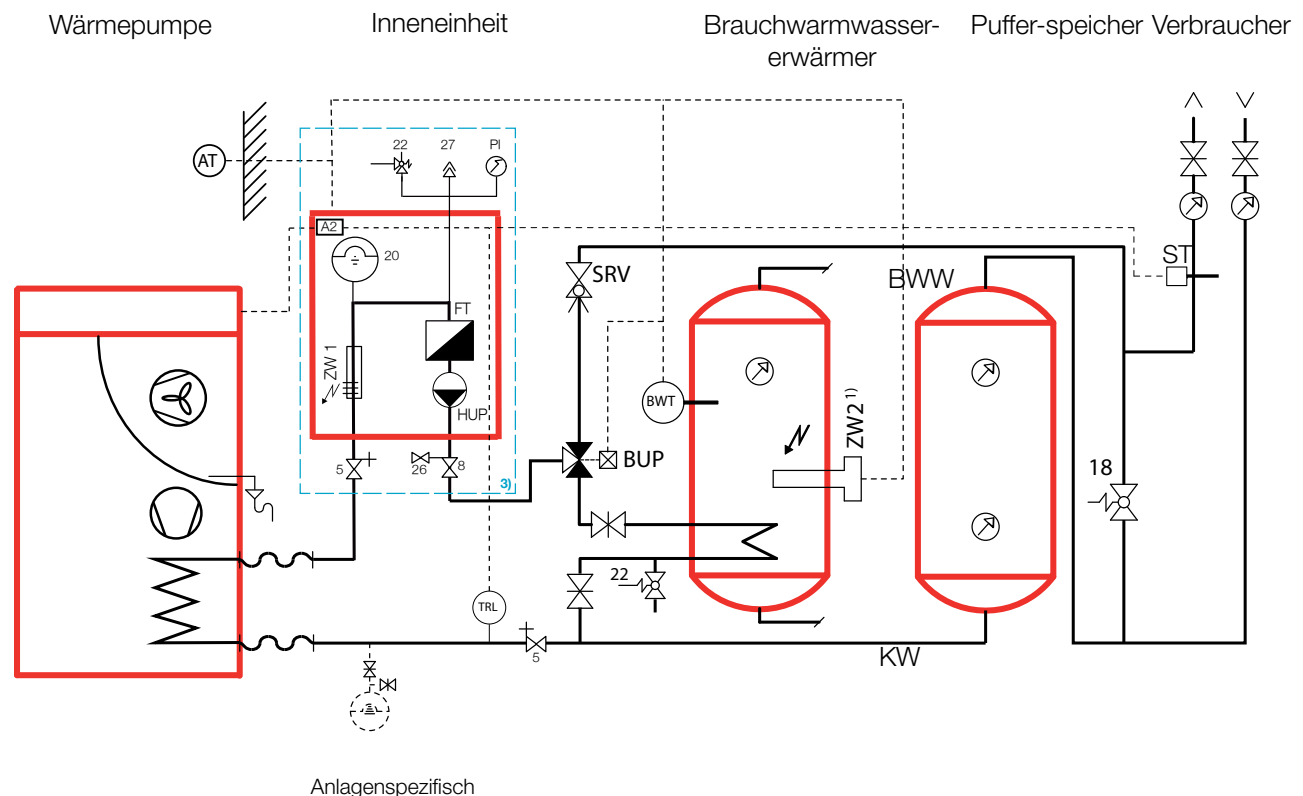 Wärmepumpe
Inneneinheit
Brauchwarmwasser-
erwärmer
Puffer-speicher
Verbraucher
AT
22
27
PI
A2
20
FT
ZW 1
HUP
5
26
8
3)
SRV
BWT
BUP
ZW2 1)
BWW
ST
18
22
TRL
5
KW
Anlagenspezifisch